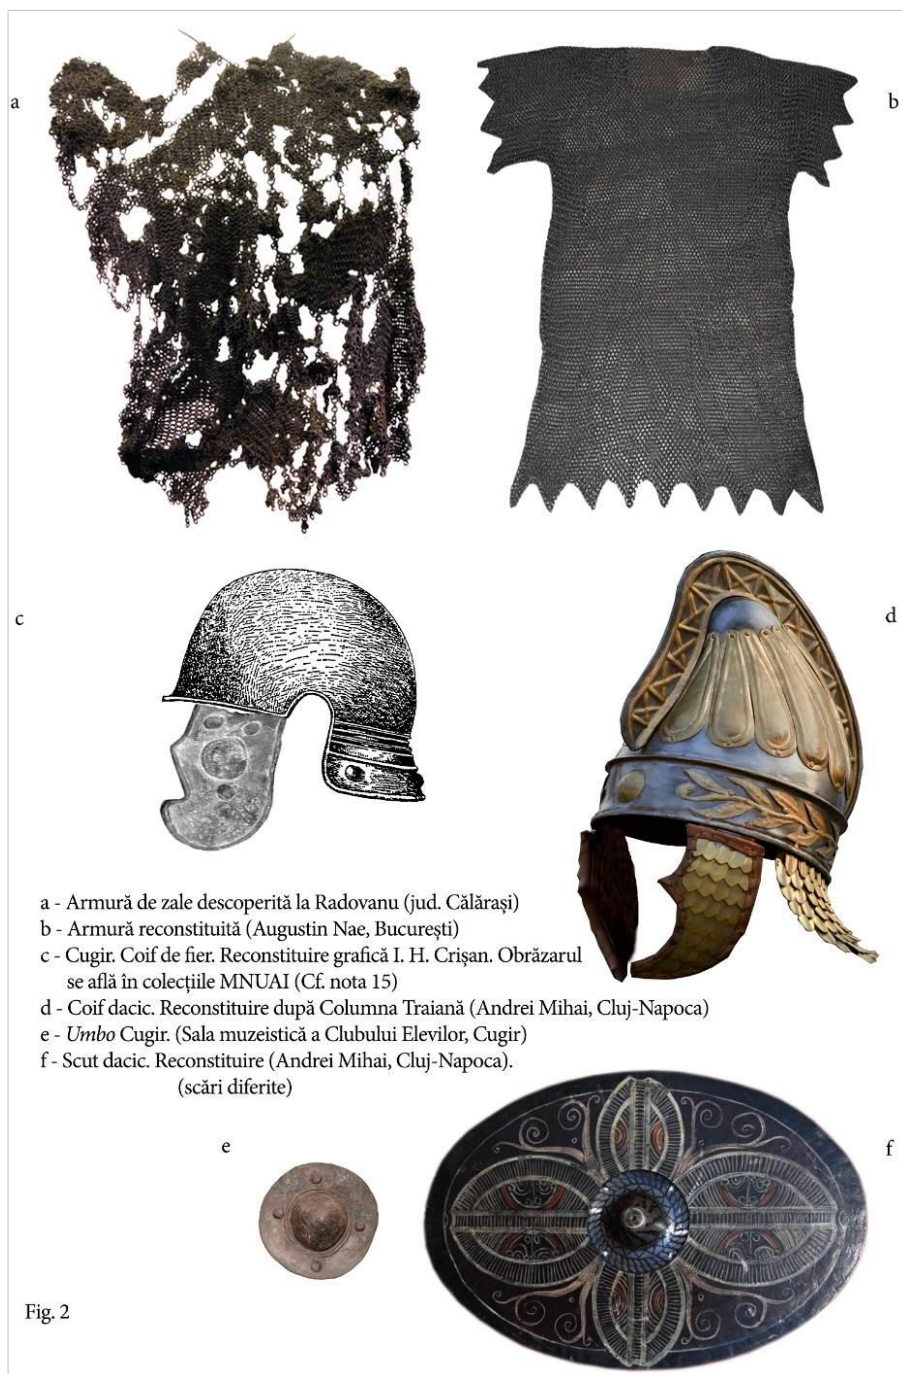 a
b
c
d
a - Armură de zale descoperită la Radovanu (jud. Călărași)
b - Armură reconstituită (Augustin Nae, București)
c - Cugir. Coif de fier. Reconstituire grafică I. H. Crișan. Obrăzarul
se află în colecțiile MNUAI (Cf. nota 15)
d - Coif dacic. Reconstituire după Columna Traiană (Andrei Mihai, Cluj-Napoca)
e - Umbo Cugir. (Sala muzeistică a Clubului Elevilor, Cugir)
f - Scut dacic. Reconstituire (Andrei Mihai, Cluj-Napoca).
(scări diferite)
e
f
Fig. 2